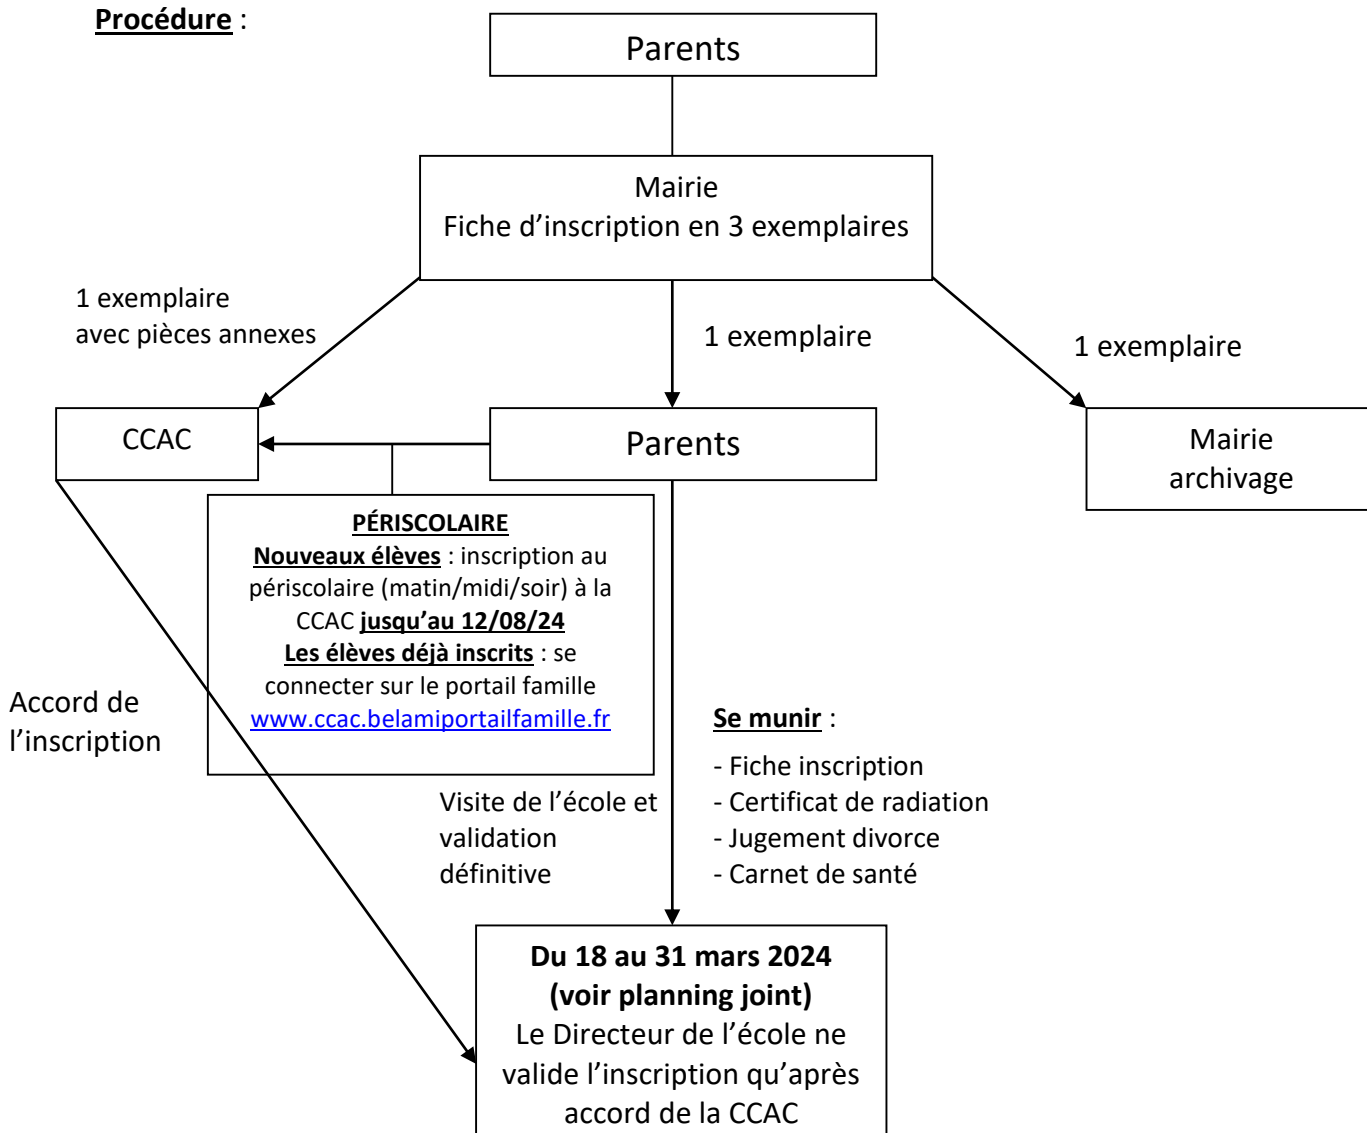 Procédure :
Parents
Mairie
Fiche d’inscription en 3 exemplaires
1 exemplaire
avec pièces annexes
1 exemplaire
1 exemplaire
CCAC
Parents
Mairie
archivage
PÉRISCOLAIRE
Nouveaux élèves : inscription au
périscolaire (matin/midi/soir) à la
CCAC jusqu’au 12/08/24
Les élèves déjà inscrits : se
connecter sur le portail famille
www.ccac.belamiportailfamille.fr
Accord de
l’inscription
Visite de l’école et
validation
définitive
Se munir :
- Fiche inscription
- Certificat de radiation
- Jugement divorce
- Carnet de santé
Du 18 au 31 mars 2024
(voir planning joint)
Le Directeur de l’école ne
valide l’inscription qu’après
accord de la CCAC